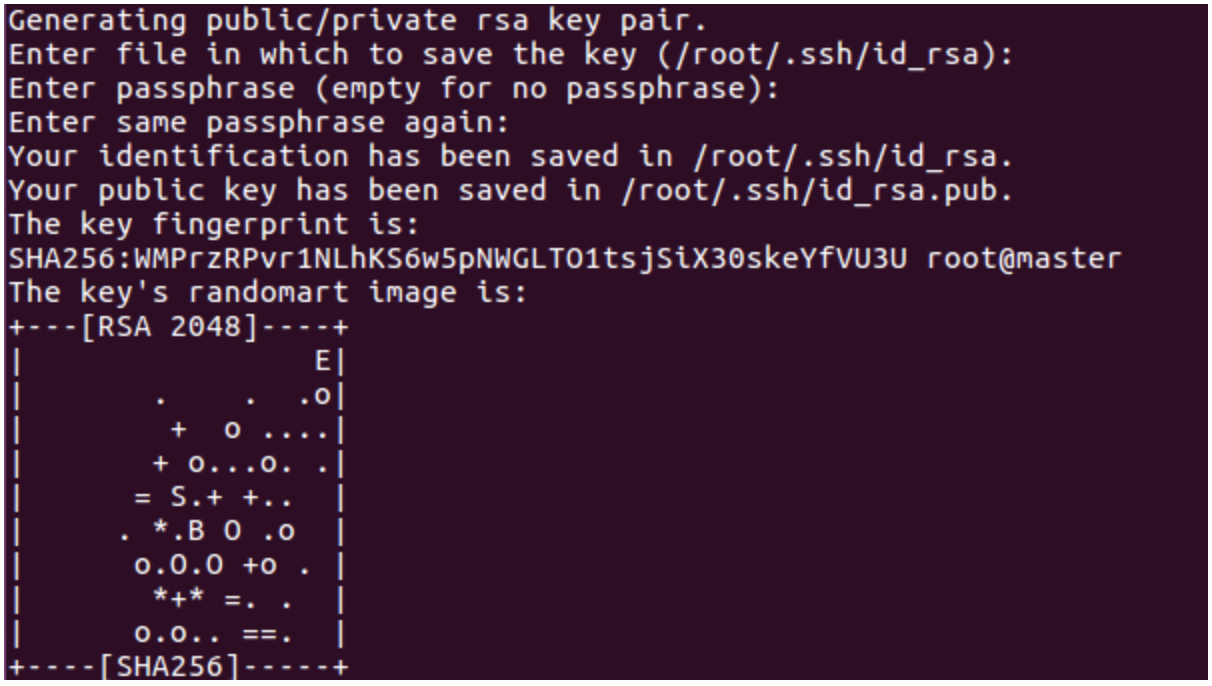 Generating public/private rsa key pair.
Enter file in which to save the key (/root/.ssh/id_rsa):
Enter passphrase (empty for no passphrase):
Enter same passphrase again:
Your identification has been saved in /root/.ssh/id_rsa.
Your public key has been saved in /root/.ssh/id_rsa.pub.
The key fingerprint is:
SHA256:WMPrzRPvr1NLhKS6w5pNWGLTO1tsjSiX30skeYfVU3U root@master
The key's randomart image is:
+---[RSA 2048]----+
|                E|
|       .    .  .o|
|        +  o ....|
|       + o...o. .|
|      = S.+ +..  |
|     . *.B O .o  |
|      o.O.O +o . |
|       *+* =. .  |
|      o.o.. ==.  |
+----[SHA256]-----+